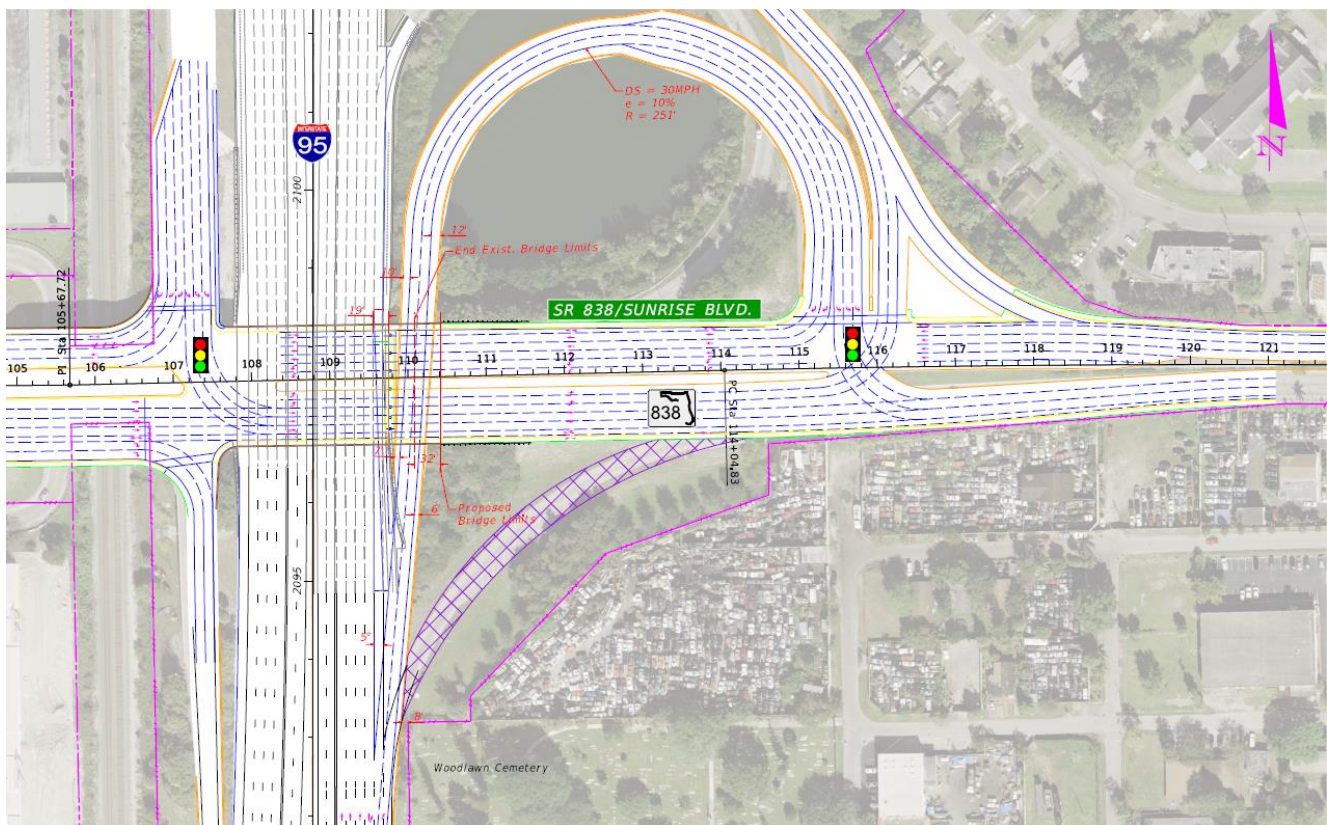 DS = 30MPH
e = 10%
R = 251'
INTERSTATE
95
2100
N
12'
End Exist. Bridge Limits
10'
19'
SR 838/SUNRISE BLVD.
PI Sta 105+67.72
105
106
107
108
109
110
111
112
113
114
115
116
117
118
119
120
121
838
PC Sta 114+04.83
32'
6'
Proposed
Bridge Limits
2095
5'
8'
Woodlawn Cemetery